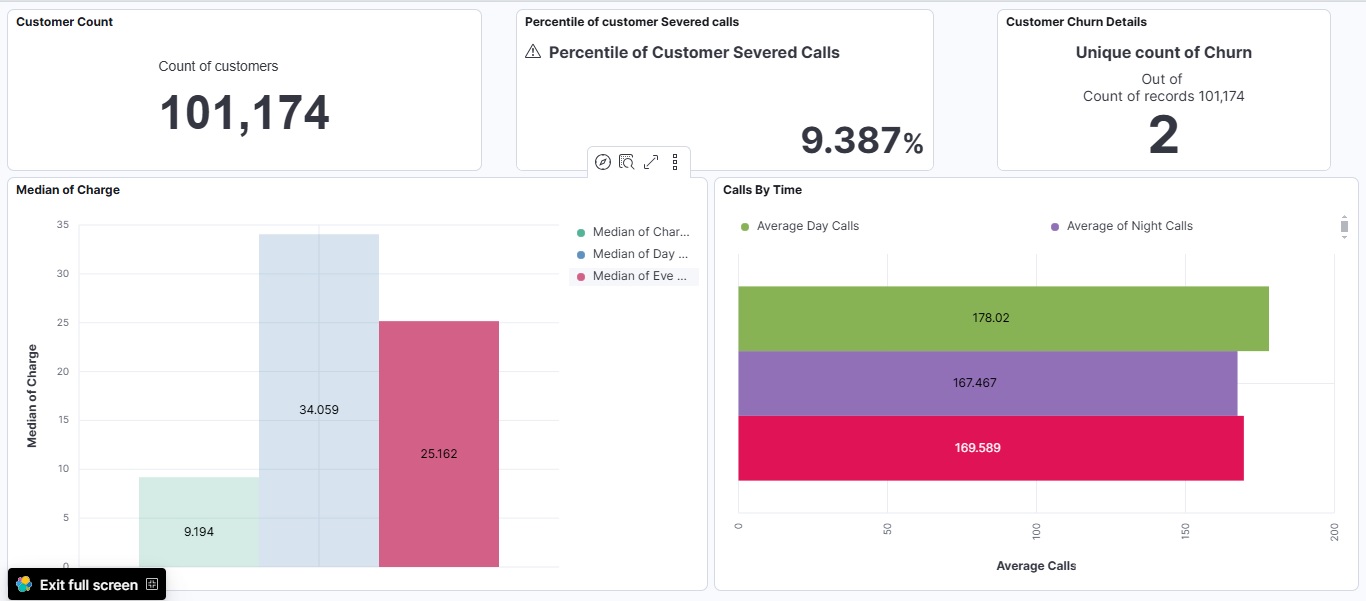 Customer Count
Count of customers
101,174
Percentile of customer Severed calls
Percentile of Customer Severed Calls
9.387%
Customer Churn Details
Unique count of Churn
Out of
Count of records 101,174
2
Median of Charge
35
30
25
20
15
10
5
0
Median of Charge
9.194
34.059
25.162
Median of Char...
Median of Day ...
Median of Eve ...
Calls By Time
Average Day Calls
Average of Night Calls
178.02
167.467
169.589
0
50
100
150
200
Average Calls
Exit full screen